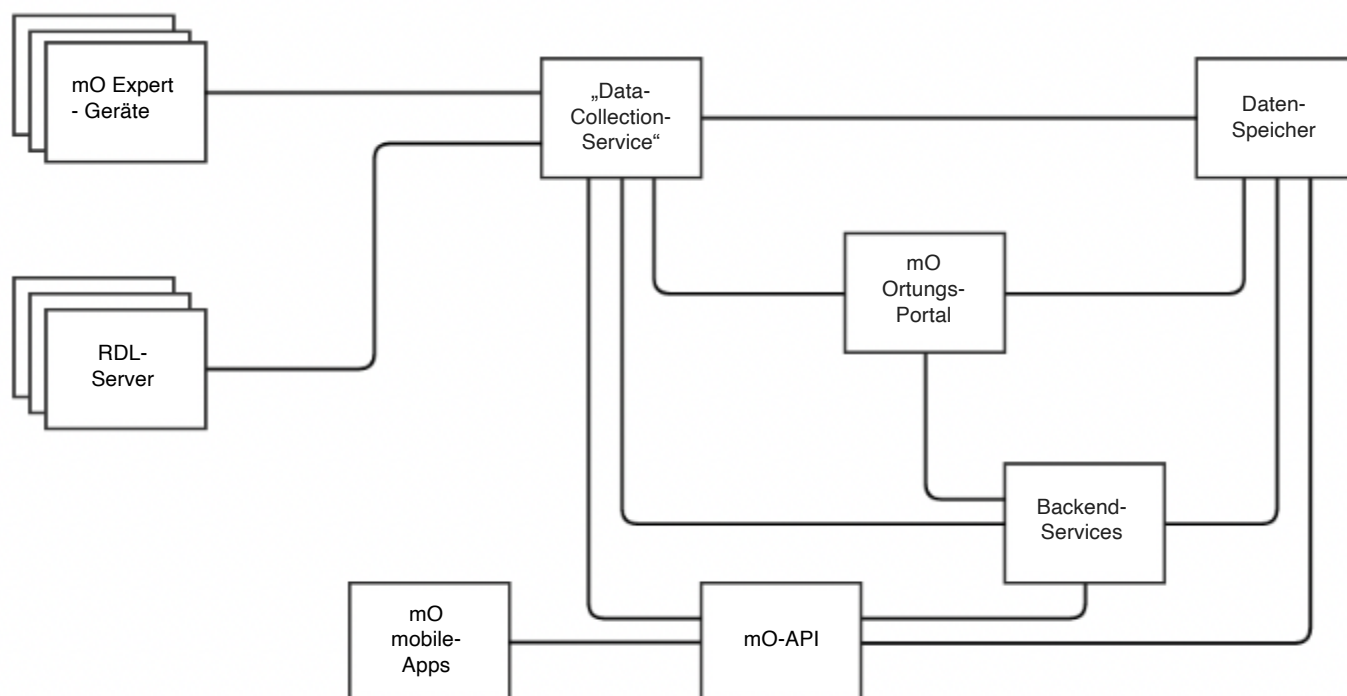 mO Expert
- Geräte
„Data-
Collection-
Service“
Daten-
Speicher
mO
Ortungs-
Portal
RDL-
Server
Backend-
Services
mO
mobile-
Apps
mO-API